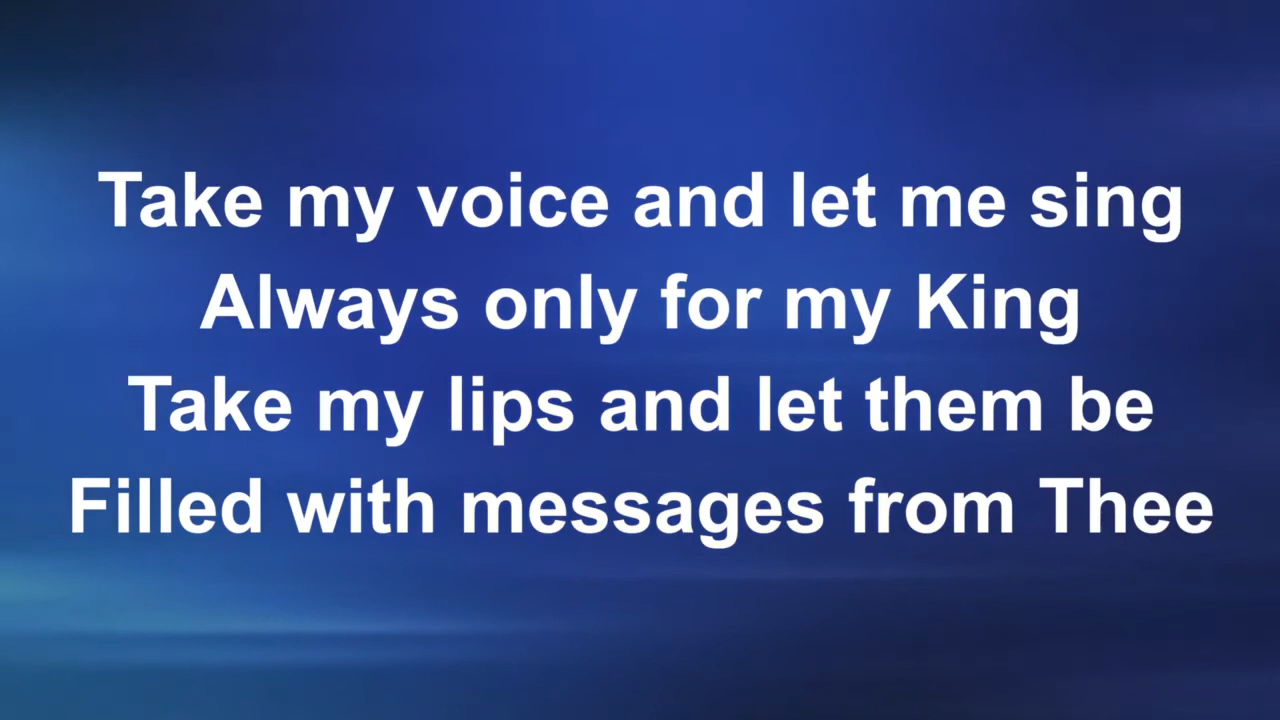 Take my voice and let me sing
Always only for my King
Take my lips and let them be
Filled with messages from Thee